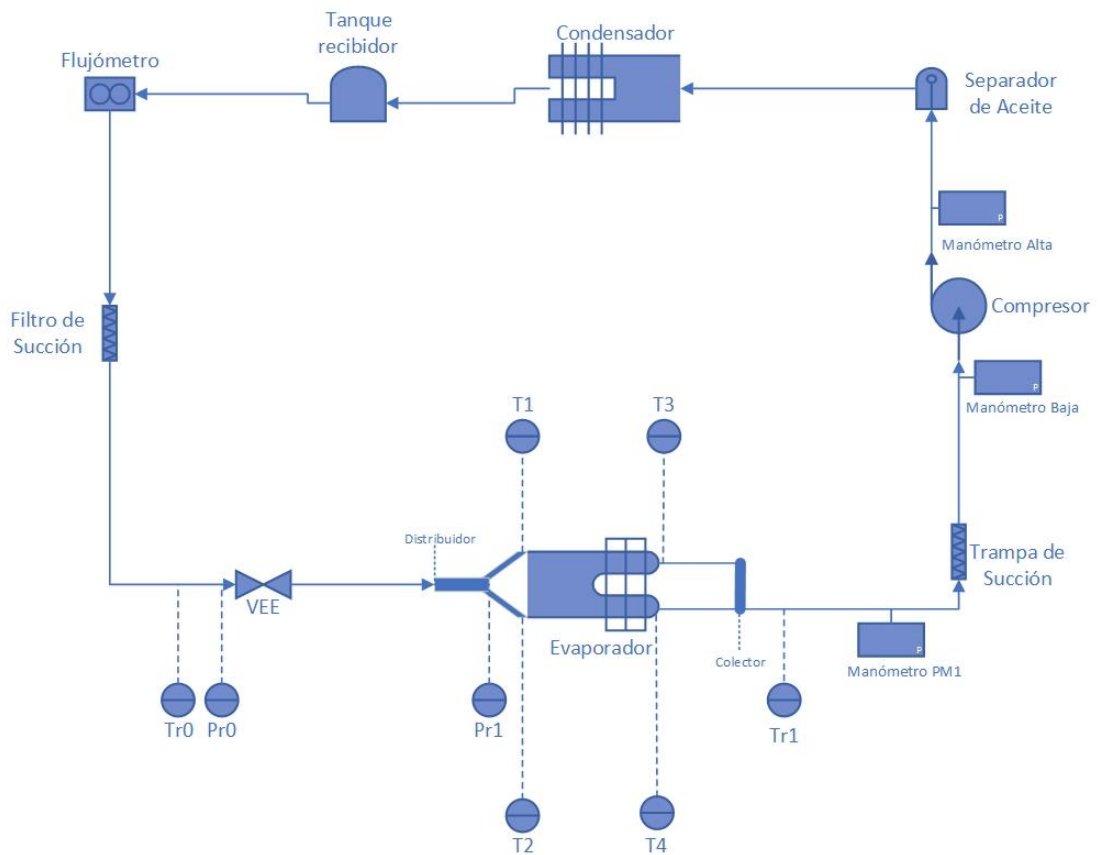 Tanque
recibidor
Condensador
Flujómetro
Separador
de Aceite
P
Manómetro Alta
Filtro de
Succión
Compresor
P
Manómetro Baja
T1
T3
Distribuidor
Trampa de
Succión
VEE
Evaporador
Colector
P
Manómetro PM1
Tr0
Pr0
Pr1
Tr1
T2
T4